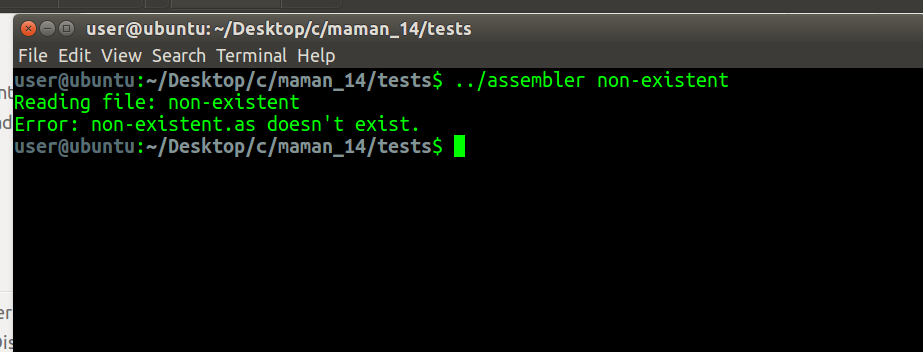 user@ubuntu: ~/Desktop/c/maman_14/tests
File Edit View Search Terminal Help
user@ubuntu:~/Desktop/c/maman_14/tests$ ../assembler non-existent
Reading file: non-existent
Error: non-existent.as doesn't exist.
user@ubuntu:~/Desktop/c/maman_14/tests$